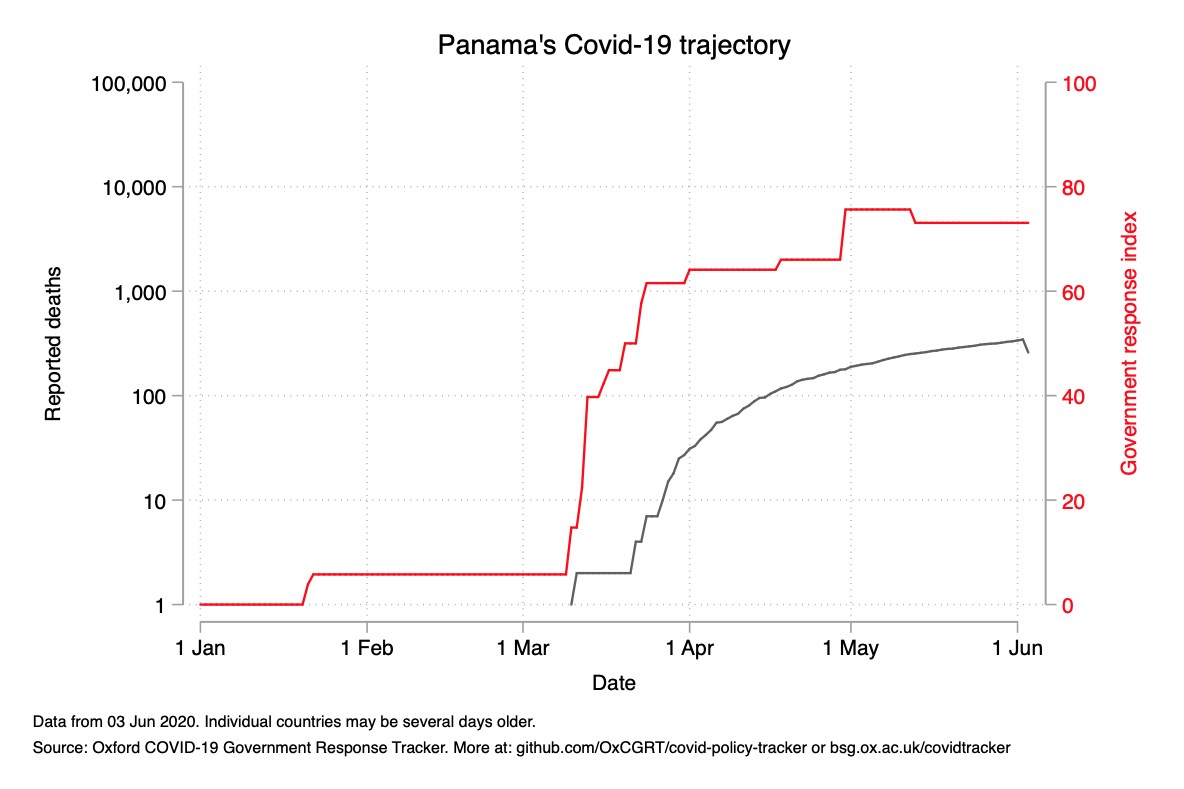 Panama's Covid-19 trajectory
100,000
10,000
1,000
100
10
1
Reported deaths
100
80
60
40
20
0
Government response index
1 Jan
1 Feb
1 Mar
1 Apr
1 May
1 Jun
Date
Data from 03 Jun 2020. Individual countries may be several days older.
Source: Oxford COVID-19 Government Response Tracker. More at: github.com/OxCGRT/covid-policy-tracker or bsg.ox.ac.uk/covidtracker